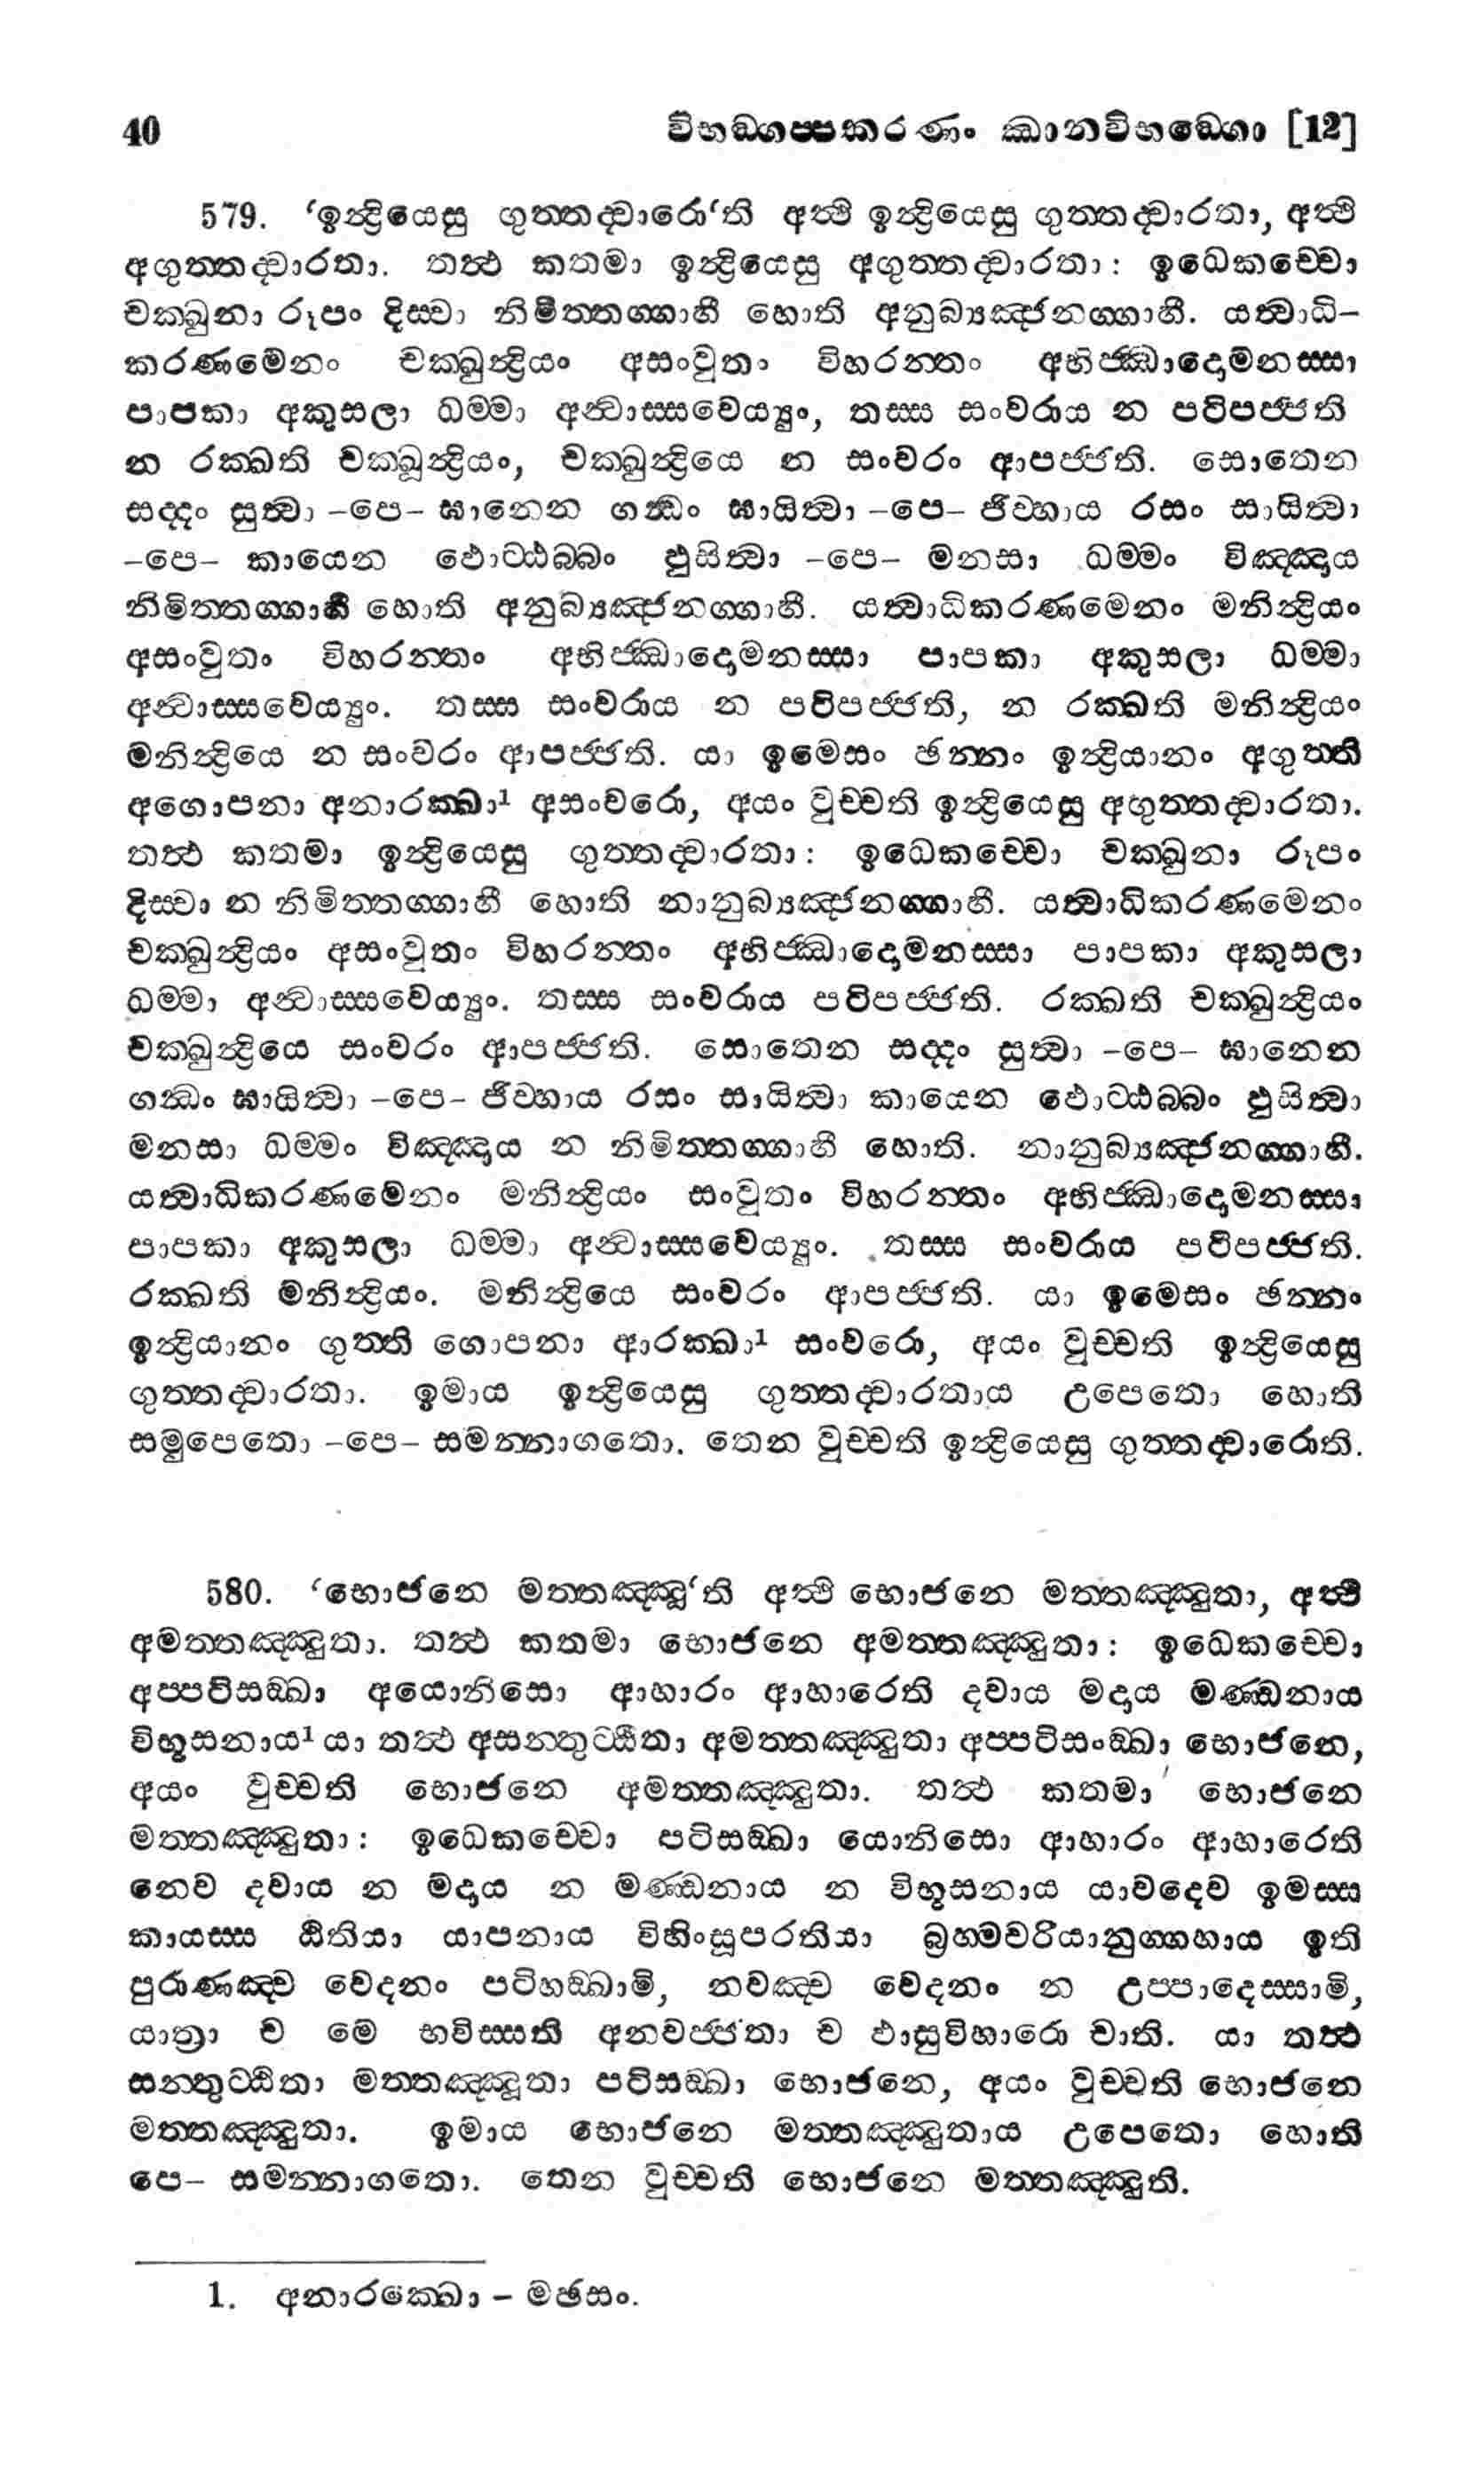 40 විභඞ්ගප්පකරණං ඣානවිභඞ්ගො [12]
579. ‘ඉන්ද්‍රියෙසු ගුත්තද්වාරො‘ති අත්ථි ඉන්ද්‍රියෙසු ගුත්තද්වාරතා, අත්ථි
අගුත්තද්වාරතා. තත්ථ කතමා ඉන්ද්‍රියෙසු අගුත්තද්වාරතා: ඉධෙකච්චො
චක්ඛුනා රූපං දිස්වා නිමිත්තග්ගාහී හොති අනුබ්‍යඤ්ජනග්ගාහී. යත්වාධි-
කරණමෙනං චක්ඛුන්ද්‍රියං අසංවුතං විහරන්තං අභිජ්ඣාදොමනස්සා
පාපකා අකුසලා ධම්මා අන්වාස්සවෙය්‍යුං, තස්ස සංවරාය න පටිපජ්ජති
න රක්ඛති චක්ඛුන්ද්‍රියං, චක්ඛුන්ද්‍රියෙ න සංවරං ආපජ්ජති. සොතෙන
සද්දං සුත්වා -පෙ- ඝානෙන ගන්ධං ඝායිත්වා -පෙ- ජිව්හාය රසං සායිත්වා
-පෙ- කායෙන ඵොට්ඨබ්බං ඵුසිත්වා -පෙ- මනසා ධම්මං විඤ්ඤාය
නිමිත්තග්ගාහී හොති අනුබ්‍යඤ්ජනග්ගාහී. යත්වාධිකරණමෙනං මනින්ද්‍රියං
අසංවුතං විහරන්තං අභිජ්ඣාදොමනස්සා පාපකා අකුසලා ධම්මා
අන්වාස්සවෙය්‍යුං. තස්ස සංවරාය න පටිපජ්ජති, න රක්ඛති මනින්ද්‍රියං
මනින්ද්‍රියෙ න සංවරං ආපජ්ජති. යා ඉමෙසං ඡන්නං ඉන්ද්‍රියානං අගුත්ති
අගොපනා අනාරක්ඛා¹ අසංවරො, අයං වුච්චති ඉන්ද්‍රියෙසු අගුත්තද්වාරතා.
තත්ථ කතමා ඉන්ද්‍රියෙසු ගුත්තද්වාරතා: ඉධෙකච්චො චක්ඛුනා රූපං
දිස්වා න නිමිත්තග්ගාහී හොති නානුබ්‍යඤ්ජනග්ගාහී. යත්වාධිකරණමෙනං
චක්ඛුන්ද්‍රියං අසංවුතං විහරන්තං අභිජ්ඣාදොමනස්සා පාපකා අකුසලා
ධම්මා අන්වාස්සවෙය්‍යුං. තස්ස සංවරාය පටිපජ්ජති. රක්ඛති චක්ඛුන්ද්‍රියං
චක්ඛුන්ද්‍රියෙ සංවරං ආපජ්ජති. සොතෙන සද්දං සුත්වා -පෙ- ඝානෙන
ගන්ධං ඝායිත්වා -පෙ- ජිව්හාය රසං සායිත්වා කායෙන ඵොට්ඨබ්බං ඵුසිත්වා
මනසා ධම්මං විඤ්ඤාය න නිමිත්තග්ගාහී හොති. නානුබ්‍යඤ්ජනග්ගාහී.
යත්වාධිකරණමෙනං මනින්ද්‍රියං සංවුතං විහරන්තං අභිජ්ඣාදොමනස්සා
පාපකා අකුසලා ධම්මා අන්වාස්සවෙය්‍යුං. තස්ස සංවරාය පටිපජ්ජති.
රක්ඛති මනින්ද්‍රියං. මනින්ද්‍රියෙ සංවරං ආපජ්ජති. යා ඉමෙසං ඡන්නං
ඉන්ද්‍රියානං ගුත්ති ගොපනා ආරක්ඛා¹ සංවරො, අයං වුච්චති ඉන්ද්‍රියෙසු
ගුත්තද්වාරතා. ඉමාය ඉන්ද්‍රියෙසු ගුත්තද්වාරතාය උපෙතො හොති
සමුපෙතො -පෙ- සමන්නාගතො. තෙන වුච්චති ඉන්ද්‍රියෙසු ගුත්තද්වාරොති.
580. ‘භොජනෙ මත්තඤ්ඤූ‘ති අත්ථි භොජනෙ මත්තඤ්ඤුතා, අත්ථි
අමත්තඤ්ඤුතා. තත්ථ කතමා භොජනෙ අමත්තඤ්ඤුතා: ඉධෙකච්චො
අප්පටිසඞ්ඛා අයොනිසො ආහාරං ආහාරෙති දවාය මදාය මණ්ඩනාය
විභූසනාය¹ යා තත්ථ අසන්තුට්ඨිතා අමත්තඤ්ඤුතා අප්පටිසංඞ්ඛා භොජනෙ,
අයං වුච්චති භොජනෙ අමත්තඤ්ඤුතා. තත්ථ කතමා භොජනෙ
මත්තඤ්ඤුතා: ඉධෙකච්චො පටිසඞ්ඛා යොනිසො ආහාරං ආහාරෙති
නෙව දවාය න මදාය න මණ්ඩනාය න විභූසනාය යාවදෙව ඉමස්ස
කායස්ස ඨිතියා යාපනාය විහිංසූපරතියා බ්‍රහ්මචරියානුග්ගහාය ඉති
පුරාණඤ්ච වෙදනං පටිහඞ්ඛාමි, නවඤ්ච වෙදනං න උප්පාදෙස්සාමි,
යාත්‍රා ච මෙ භවිස්සති අනවජ්ජතා ච ඵාසුවිහාරො චාති. යා තත්ථ
සන්තුට්ඨිතා මත්තඤ්ඤූතා පටිසඞ්ඛා භොජනෙ, අයං වුච්චති භොජනෙ
මත්තඤ්ඤුතා. ඉමාය භොජනෙ මත්තඤ්ඤුතාය උපෙතො හොති
පෙ- සමන්නාගතො. තෙන වුච්චති භොජනෙ මත්තඤ්ඤුති.
1. අනාරක්ඛො - මඡසං.